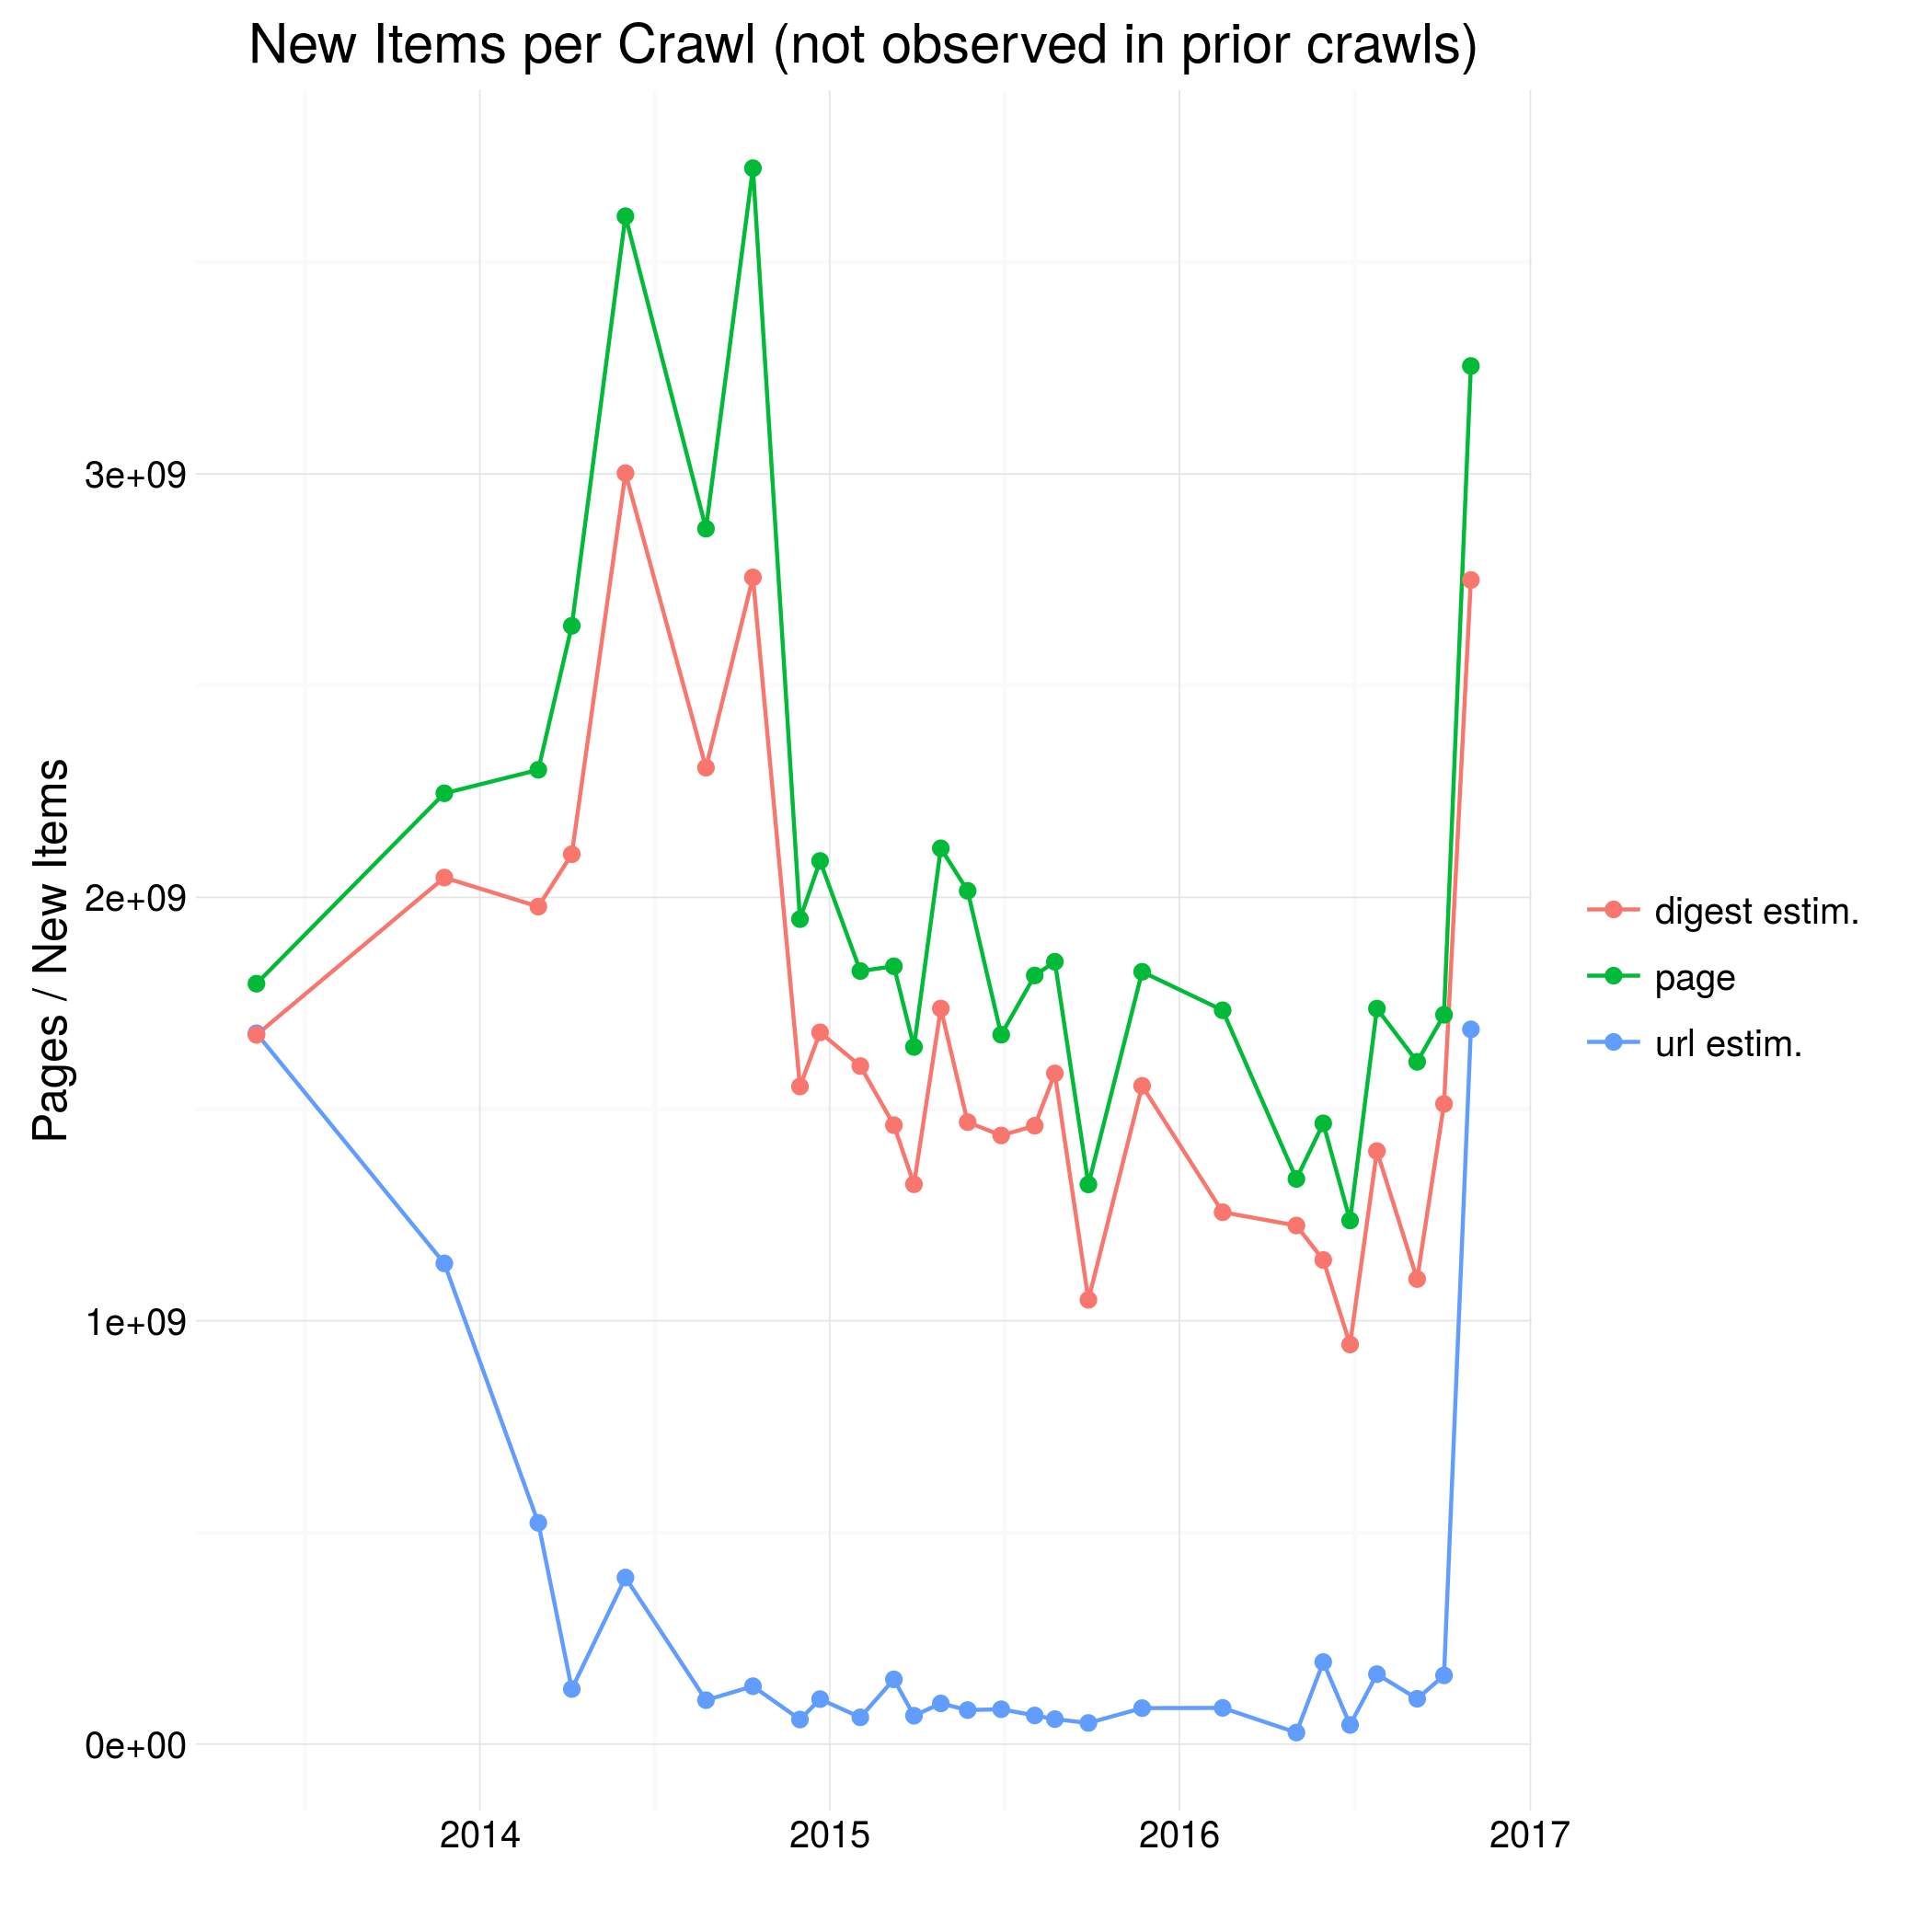 New Items per Crawl (not observed in prior crawls)
Pages / New Items
3e+09
2e+09
1e+09
0e+00
2014
2015
2016
2017
digest estim.
page
url estim.